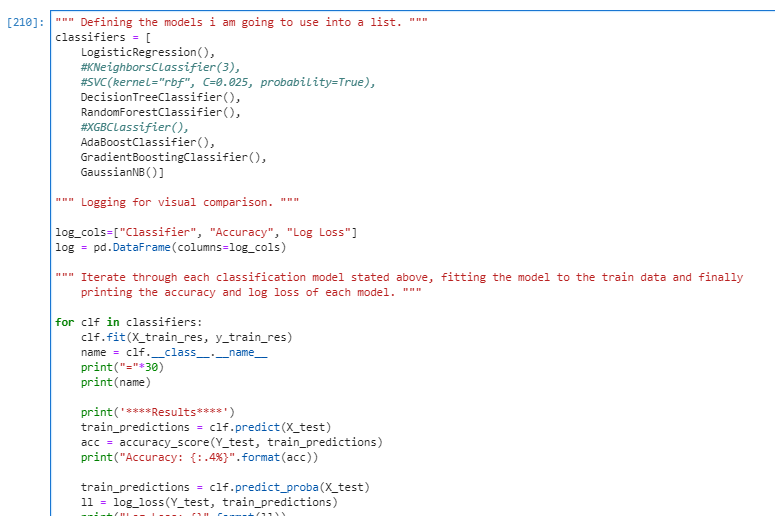 [210]: """ Defining the models i am going to use into a list. """
classifiers = [
    LogisticRegression(),
    #KNeighborsClassifier(3),
    #SVC(kernel="rbf", C=0.025, probability=True),
    DecisionTreeClassifier(),
    RandomForestClassifier(),
    #XGBClassifier(),
    AdaBoostClassifier(),
    GradientBoostingClassifier(),
    GaussianNB()]
""" Logging for visual comparison. """
log_cols=["Classifier", "Accuracy", "Log Loss"]
log = pd.DataFrame(columns=log_cols)
""" Iterate through each classification model stated above, fitting the model to the train data and finally
    printing the accuracy and log loss of each model. """
for clf in classifiers:
    clf.fit(X_train_res, y_train_res)
    name = clf.__class__.__name__
    print("="*30)
    print(name)
    print('****Results****')
    train_predictions = clf.predict(X_test)
    acc = accuracy_score(Y_test, train_predictions)
    print("Accuracy: {:.4%}".format(acc))
    train_predictions = clf.predict_proba(X_test)
    ll = log_loss(Y_test, train_predictions)
    print("Log Loss: {}".format(ll))